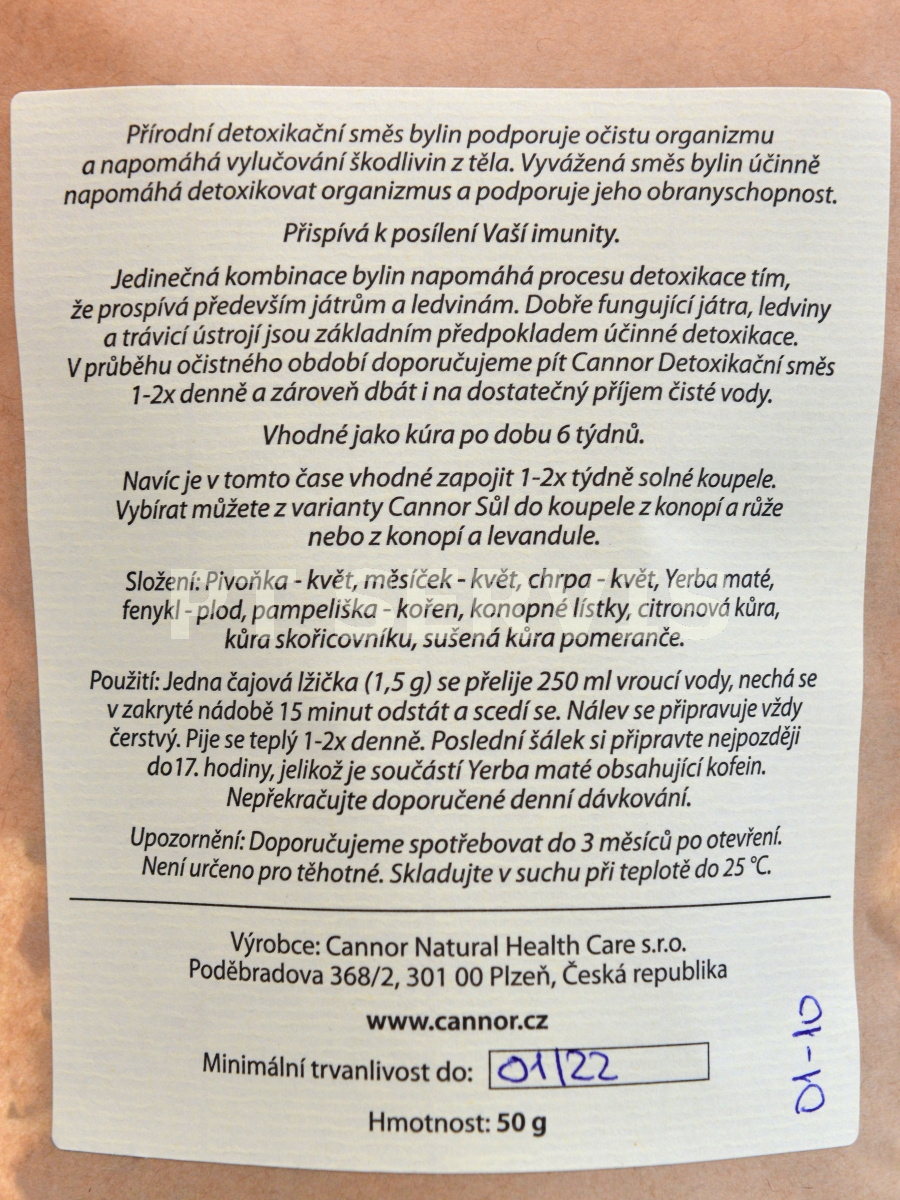 Přírodní detoxikační směs bylin podporuje očistu organizmu
a napomáhá vylučování škodlivin z těla. Vyvážená směs bylin účinně
napomáhá detoxikovat organizmus a podporuje jeho obranyschopnost.
Přispívá k posílení Vaší imunity.
Jedinečná kombinace bylin napomáhá procesu detoxikace tím,
že prospívá především játrům a ledvinám. Dobře fungující játra, ledviny
a trávicí ústrojí jsou základním předpokladem účinné detoxikace.
V průběhu očistného období doporučujeme pít Cannor Detoxikační směs
1-2x denně a zároveň dbát i na dostatečný příjem čisté vody.
Vhodné jako kúra po dobu 6 týdnů.
Navíc je v tomto čase vhodné zapojit 1-2x týdně solné koupele.
Vybírat můžete z varianty Cannor Sůl do koupele z konopí a růže
nebo z konopí a levandule.
Složení: Pivoňka - květ, měsíček - květ, chrpa - květ, Yerba maté,
fenykl - plod, pampeliška - kořen, konopné lístky, citronová kůra,
kůra skořicovníku, sušená kůra pomeranče.
Použití: Jedna čajová lžička (1,5 g) se přelije 250 ml vroucí vody, nechá se
v zakryté nádobě 15 minut odstát a scedí se. Nálev se připravuje vždy
čerstvý. Pije se teplý 1-2x denně. Poslední šálek si připravte nejpozději
do17. hodiny, jelikož je součástí Yerba maté obsahující kofein.
Nepřekračujte doporučené denní dávkování.
Upozornění: Doporučujeme spotřebovat do 3 měsíců po otevření.
Není určeno pro těhotné. Skladujte v suchu při teplotě do 25 °C.
Výrobce: Cannor Natural Health Care s.r.o.
Poděbradova 368/2, 301 00 Plzeň, Česká republika
www.cannor.cz
Minimální trvanlivost do: 01/22
01-10
Hmotnost: 50 g